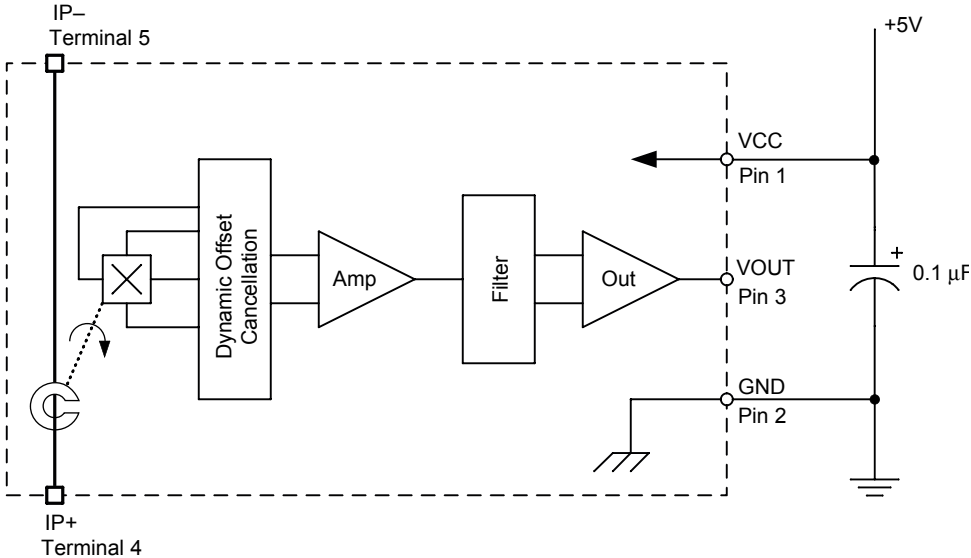 IP–
Terminal 5
+5V
VCC
Pin 1
Dynamic Offset
Cancellation
Amp
Filter
Out
VOUT
Pin 3
+
0.1 µF
GND
Pin 2
IP+
Terminal 4